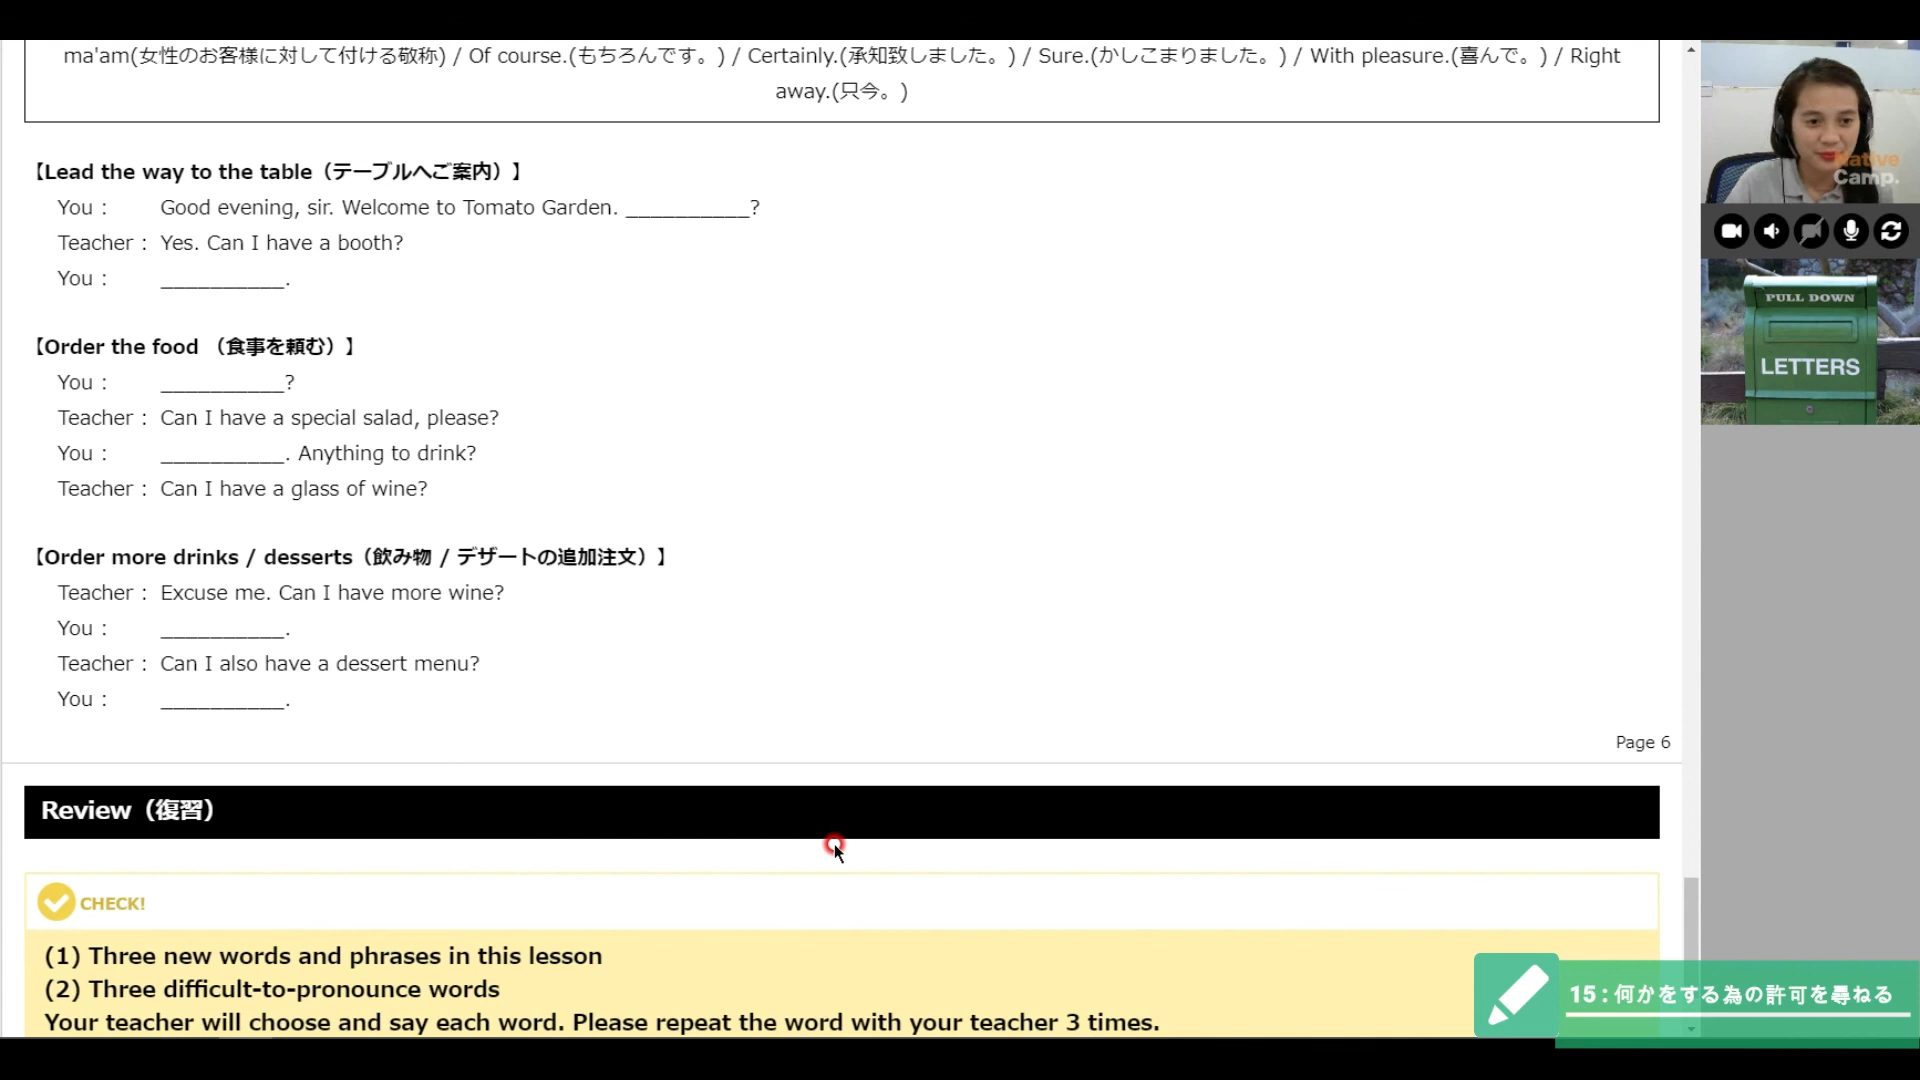 ma'am(女性のお客様に対して付ける敬称) / Of course.(もちろんです。) / Certainly.(承知致しました。) / Sure.(かしこまりました。) / With pleasure.(喜んで。) / Right
away.(只今。)
【Lead the way to the table（テーブルへご案内）】
You : Good evening, sir. Welcome to Tomato Garden. __________?
Teacher : Yes. Can I have a booth?
You : __________.
【Order the food （食事を頼む）】
You : __________?
Teacher : Can I have a special salad, please?
You : __________. Anything to drink?
Teacher : Can I have a glass of wine?
【Order more drinks / desserts（飲み物 / デザートの追加注文）】
Teacher : Excuse me. Can I have more wine?
You : __________.
Teacher : Can I also have a dessert menu?
You : __________.
Page 6
Review（復習）
CHECK!
(1) Three new words and phrases in this lesson
(2) Three difficult-to-pronounce words
Your teacher will choose and say each word. Please repeat the word with your teacher 3 times.
Native
Camp.
PULL DOWN
LETTERS
15 : 何かをする為の許可を尋ねる